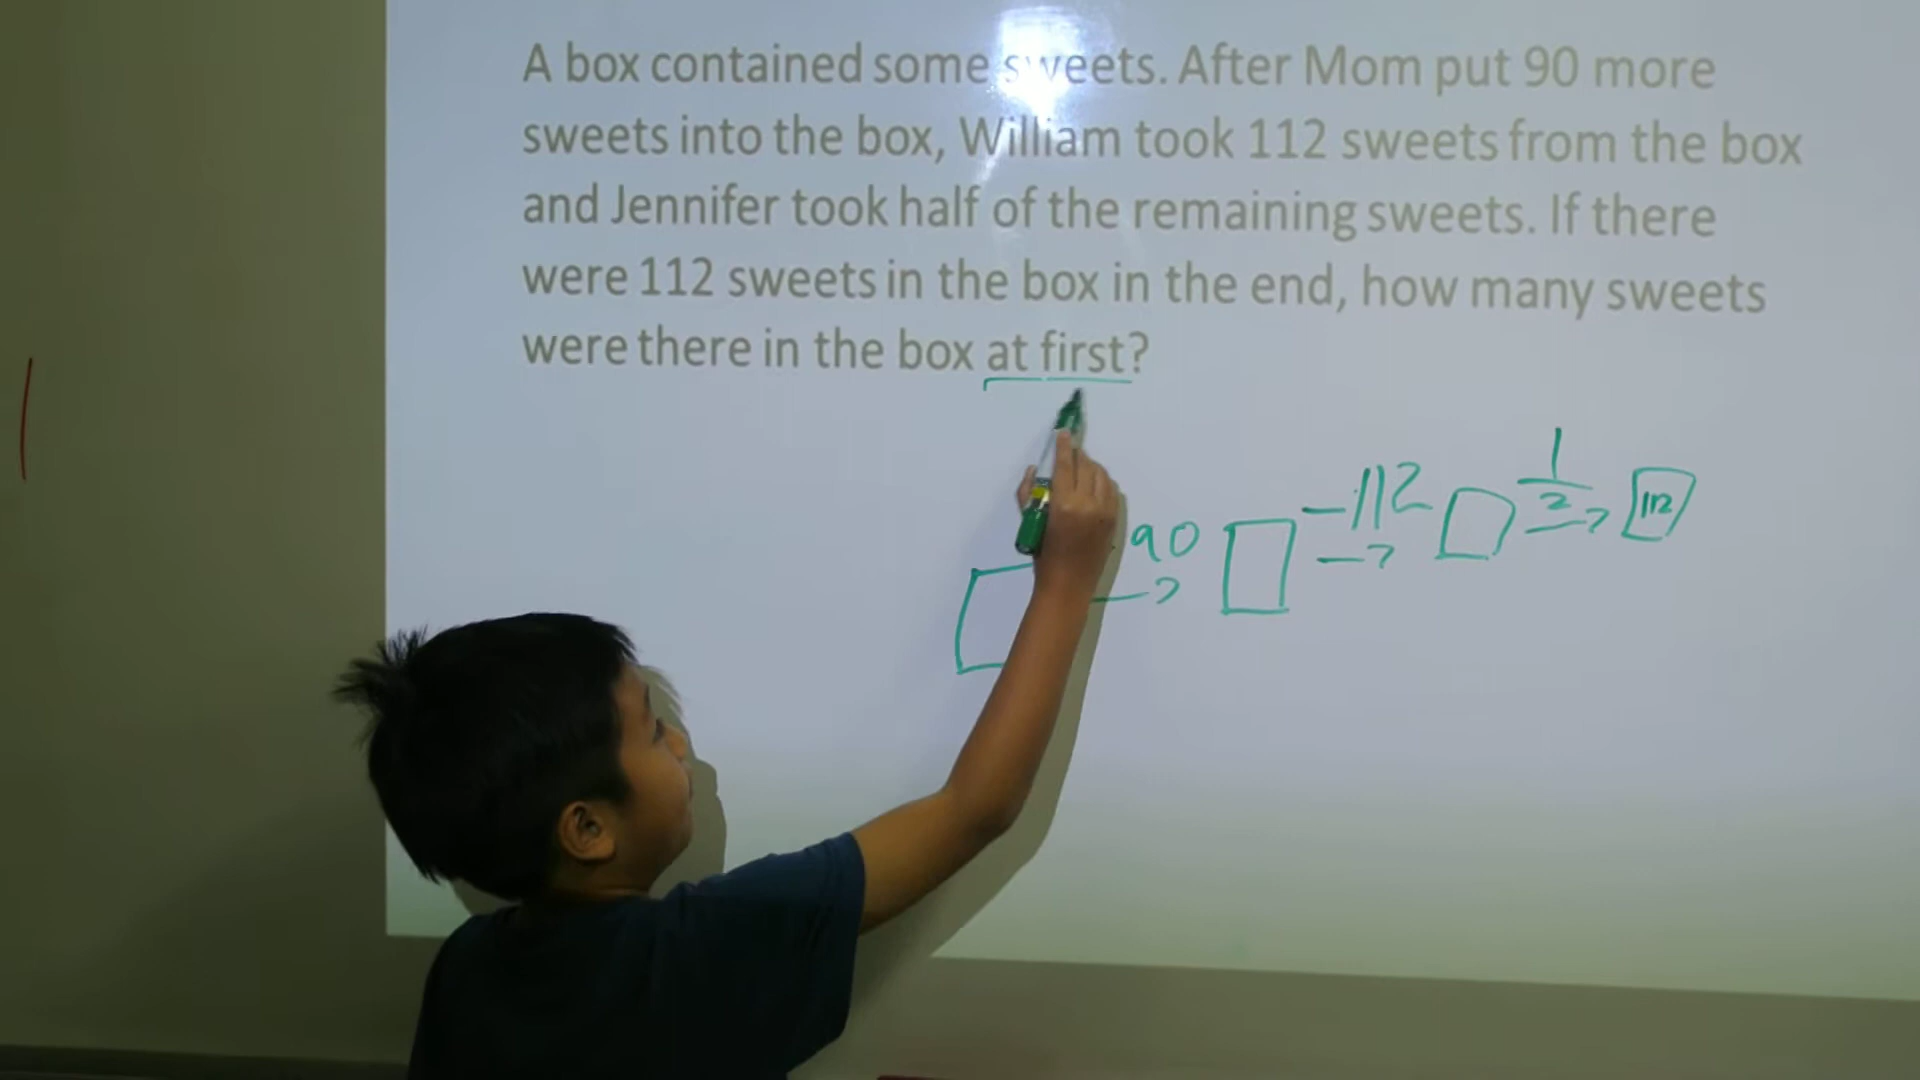 A box contained some sweets. After Mom put 90 more
sweets into the box, William took 112 sweets from the box
and Jennifer took half of the remaining sweets. If there
were 112 sweets in the box in the end, how many sweets
were there in the box at first?
90 → -112 → 1/2 → 112